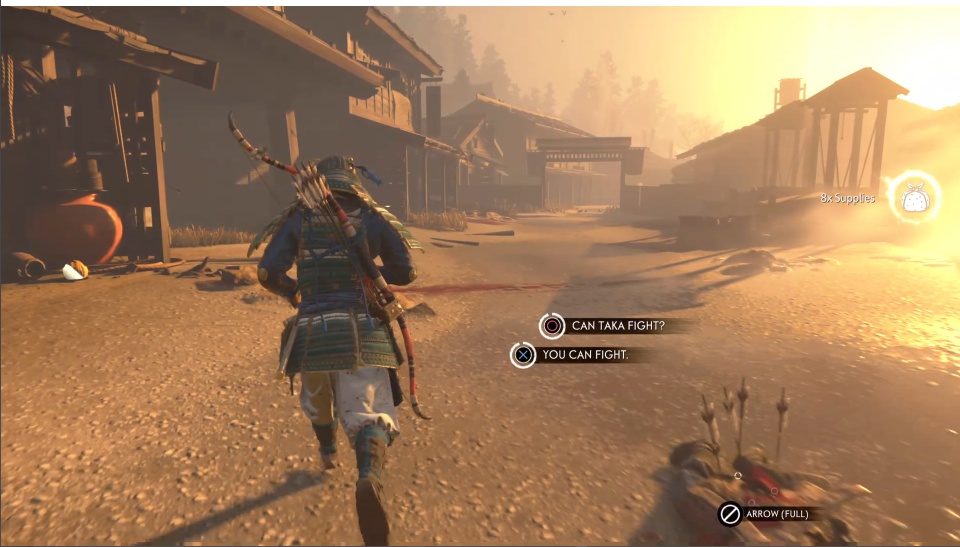 8x Supplies
CAN TAKA FIGHT?
YOU CAN FIGHT.
ARROW (FULL)